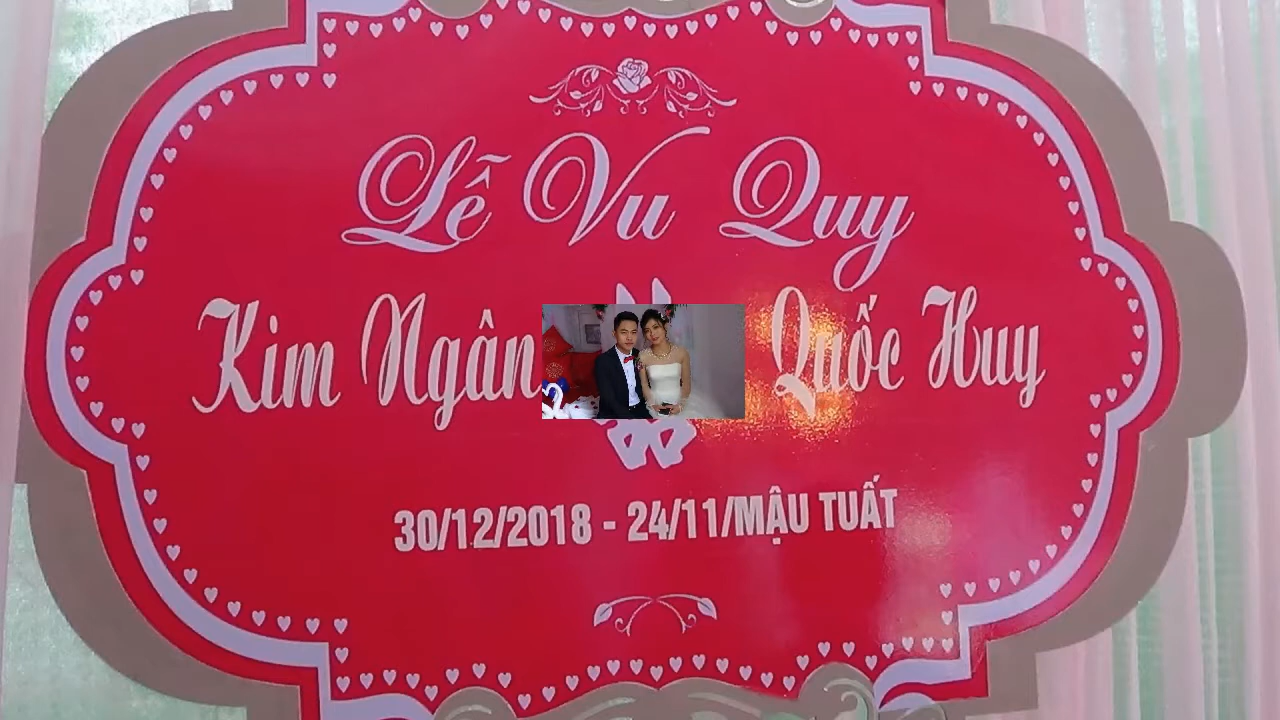 Lễ Vu Quy
Kim Ngân Quốc Huy
30/12/2018 - 24/11/MẬU TUẤT